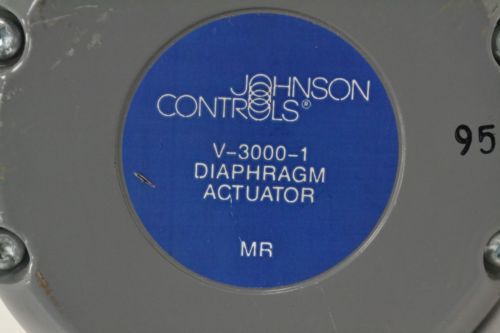 JOHNSON
CONTROLS®
V-3000-1
DIAPHRAGM
ACTUATOR
MR
95